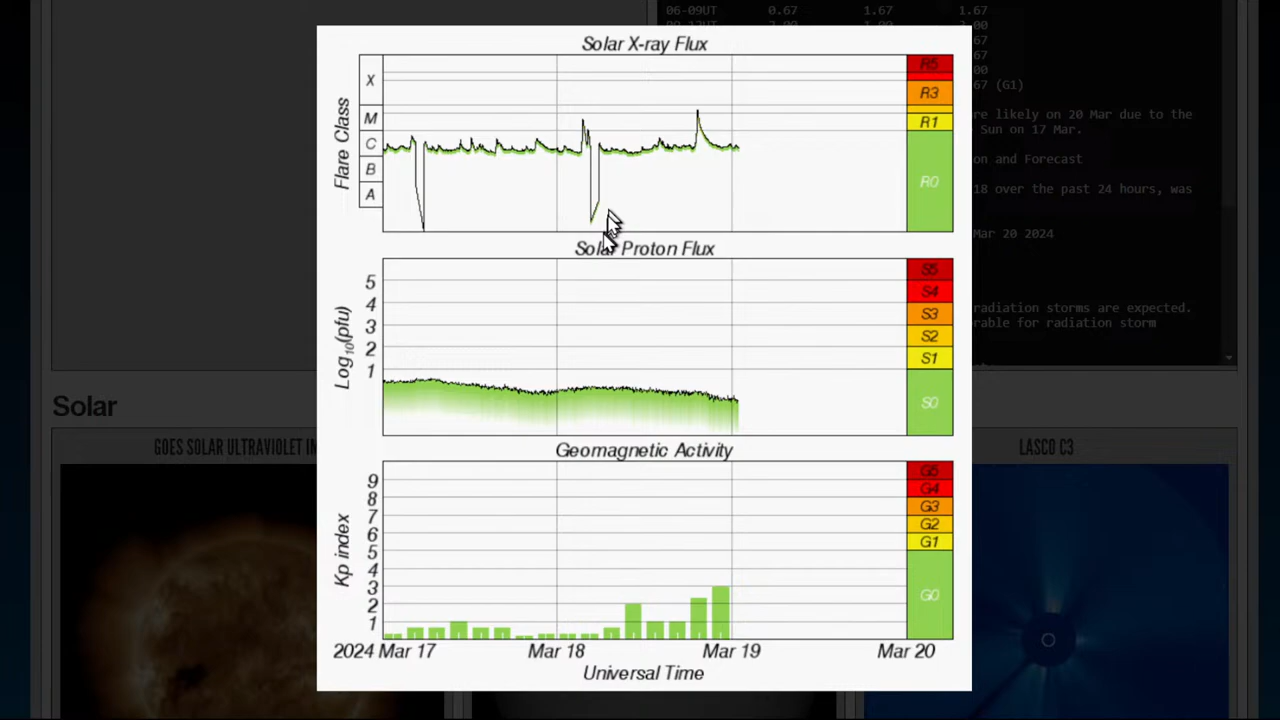 06-09UT 0.67 1.67 1.67
Solar X-ray Flux
Flare Class
X
M
C
B
A
R5
R3
R1
R0
67
67
00
67 (G1)
re likely on 20 Mar due to the
Sun on 17 Mar.
on and Forecast
18 over the past 24 hours, was
Mar 20 2024
radiation storms are expected.
rable for radiation storm
Solar Proton Flux
Log10(pfu)
5
4
3
2
1
S5
S4
S3
S2
S1
S0
Solar
GOES SOLAR ULTRAVIOLET IM
LASCO C3
Geomagnetic Activity
Kp index
9
8
7
6
5
4
3
2
1
G5
G4
G3
G2
G1
G0
2024 Mar 17 Mar 18 Mar 19 Mar 20
Universal Time